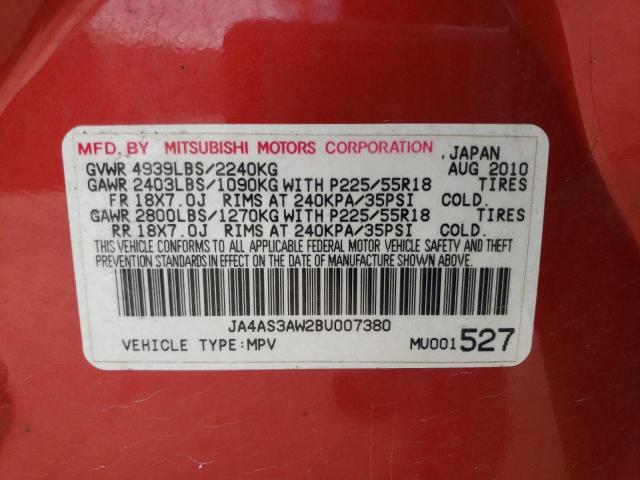 MFD. BY MITSUBISHI MOTORS CORPORATION , JAPAN
GVWR 4939LBS/2240KG AUG 2010
GAWR 2403LBS/1090KG WITH P225/55R18 TIRES
FR 18X7.0J RIMS AT 240KPA/35PSI COLD.
GAWR 2800LBS/1270KG WITH P225/55R18 TIRES
RR 18X7.0J RIMS AT 240KPA/35PSI COLD.
THIS VEHICLE CONFORMS TO ALL APPLICABLE FEDERAL MOTOR VEHICLE SAFETY AND THEFT
PREVENTION STANDARDS IN EFFECT ON THE DATE OF MANUFACTURE SHOWN ABOVE.
JA4AS3AW2BU007380
VEHICLE TYPE:MPV MU001527